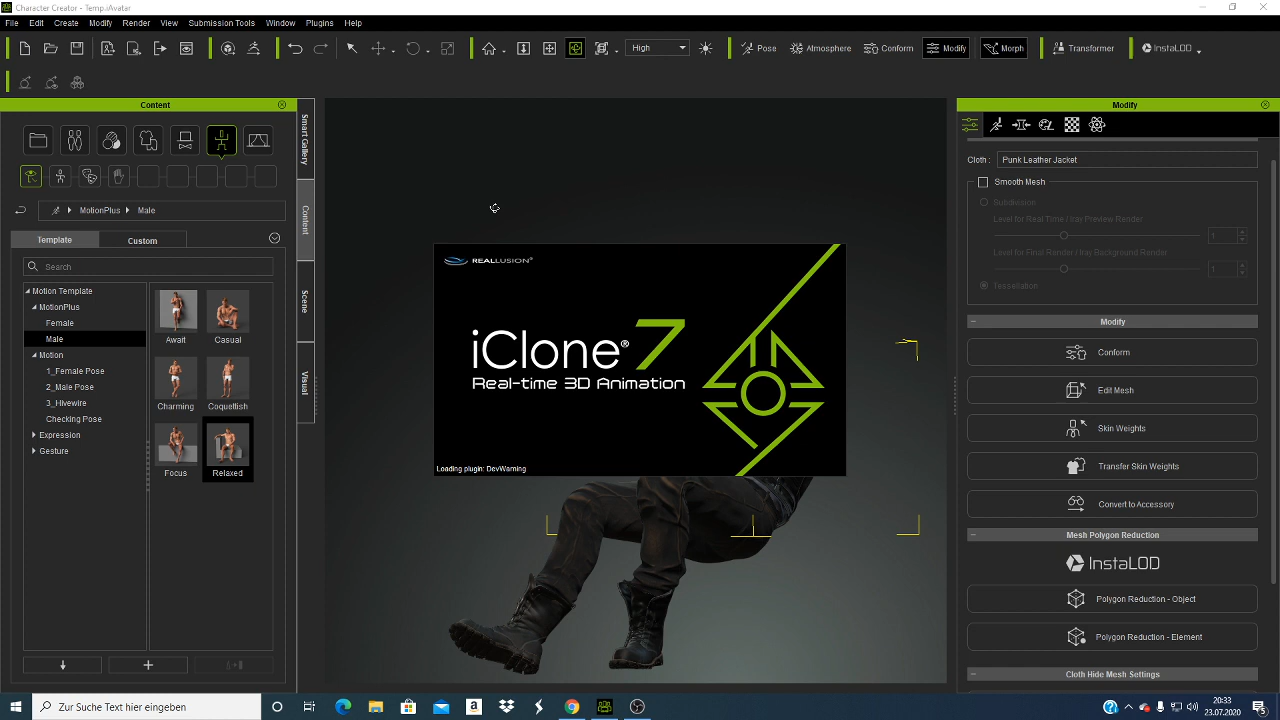 Character Creator - Temp.iAvatar
File Edit Create Modify Render View Submission Tools Window Plugins Help
High Pose Atmosphere Conform Modify Morph Transformer InstaLOD
Content
Smart Gallery
Content
Scene
Visual
MotionPlus Male
Template Custom
Search
Motion Template
MotionPlus
Female
Male
Motion
1_Female Pose
2_Male Pose
3_Hivewire
Checking Pose
Expression
Gesture
Await Casual
Charming Coquettish
Focus Relaxed
REALLUSION®
iClone® 7
Real-time 3D Animation
Loading plugin: DevWarning
Modify
Cloth : Punk Leather Jacket
Smooth Mesh
Subdivision
Level for Real Time / Iray Preview Render
1
Level for Final Render / Iray Background Render
1
Tessellation
Modify
Conform
Edit Mesh
Skin Weights
Transfer Skin Weights
Convert to Accessory
Mesh Polygon Reduction
InstaLOD
Polygon Reduction - Object
Polygon Reduction - Element
Cloth Hide Mesh Settings
Zur Suche Text hier eingeben
20:33
23.07.2020